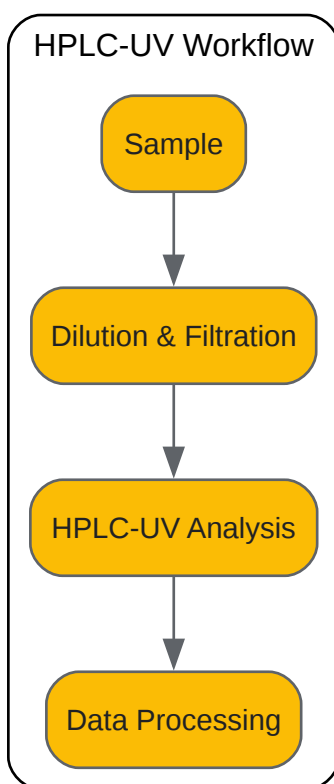 HPLC-UV Workflow
Sample
Dilution & Filtration
HPLC-UV Analysis
Data Processing